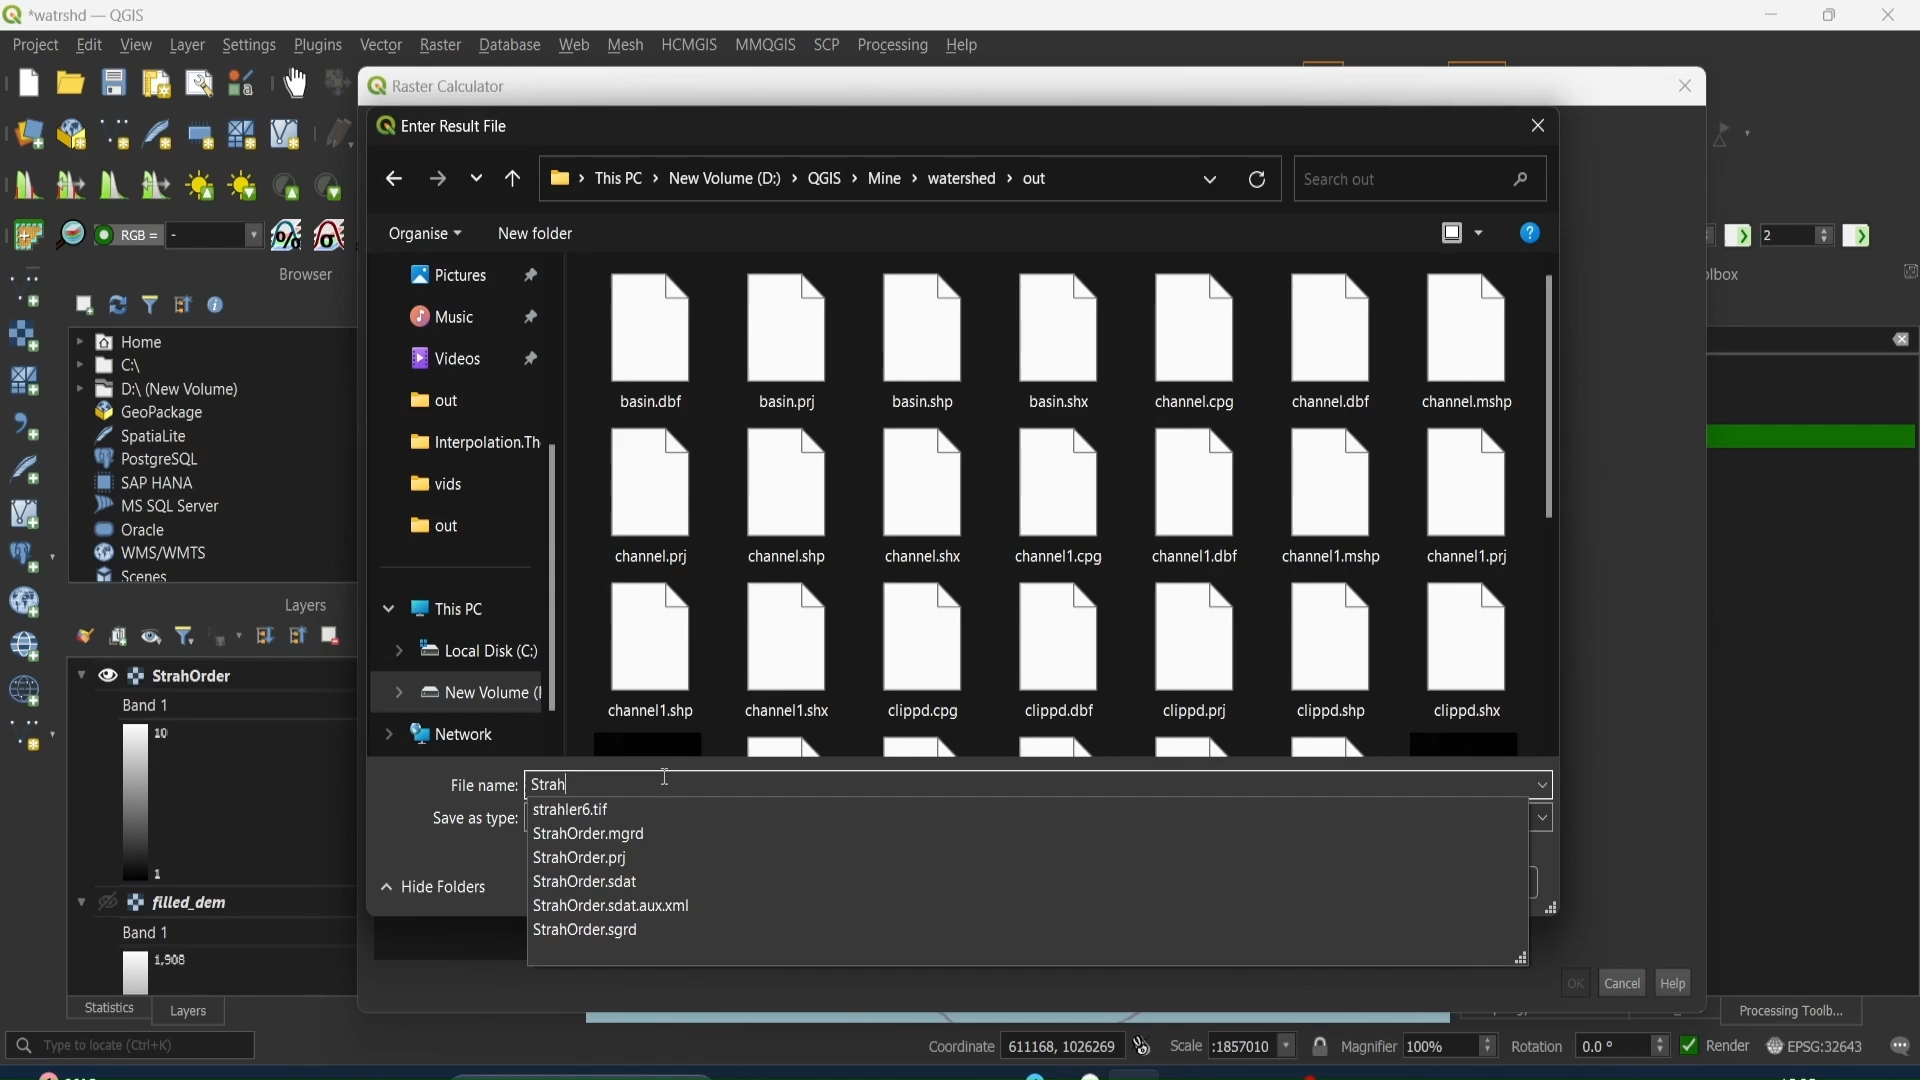 *watrshd — QGIS
Project Edit View Layer Settings Plugins Vector Raster Database Web Mesh HCMGIS MMQGIS SCP Processing Help
Raster Calculator
Enter Result File
This PC › New Volume (D:) › QGIS › Mine › watershed › out
Search out
Organise
New folder
RGB = -
2
Browser
Home
C:\
D:\ (New Volume)
GeoPackage
SpatiaLite
PostgreSQL
SAP HANA
MS SQL Server
Oracle
WMS/WMTS
Scenes
Layers
StrahOrder
Band 1
10
1
filled_dem
Band 1
1,908
Statistics Layers
Type to locate (Ctrl+K)
Pictures
Music
Videos
out
Interpolation.Th
vids
out
This PC
Local Disk (C:)
New Volume (
Network
basin.dbf basin.prj basin.shp basin.shx channel.cpg channel.dbf channel.mshp
channel.prj channel.shp channel.shx channel1.cpg channel1.dbf channel1.mshp channel1.prj
channel1.shp channel1.shx clippd.cpg clippd.dbf clippd.prj clippd.shp clippd.shx
File name: Strah
Save as type:
strahler6.tif
StrahOrder.mgrd
StrahOrder.prj
StrahOrder.sdat
StrahOrder.sdat.aux.xml
StrahOrder.sgrd
Hide Folders
OK Cancel Help
lbox
Processing Toolb...
Coordinate 611168, 1026269 Scale :1857010 Magnifier 100% Rotation 0.0 ° Render EPSG:32643